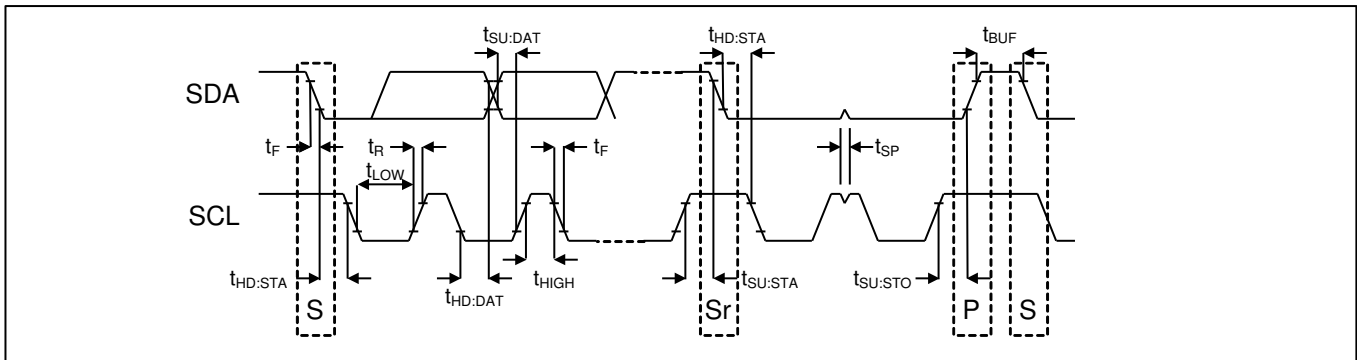 tSU:DAT
tHD:STA
tBUF
SDA
tF
tR
tLOW
tF
tSP
SCL
tHD:STA
tHD:DAT
tHIGH
tSU:STA
tSU:STO
S
Sr
P
S